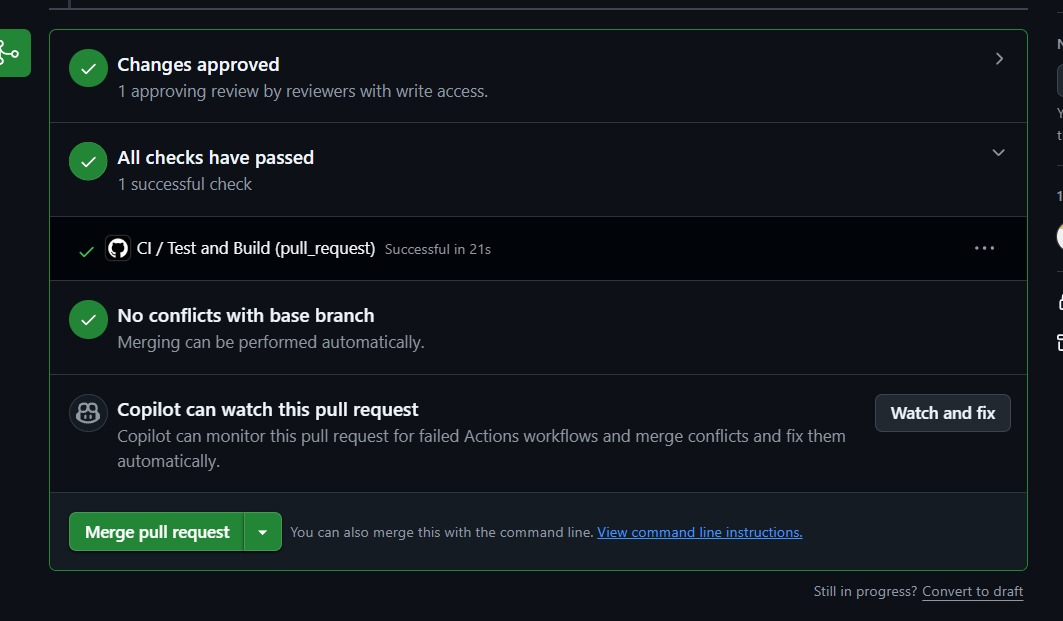 Changes approved
1 approving review by reviewers with write access.
All checks have passed
1 successful check
CI / Test and Build (pull_request) Successful in 21s
No conflicts with base branch
Merging can be performed automatically.
Copilot can watch this pull request
Watch and fix
Copilot can monitor this pull request for failed Actions workflows and merge conflicts and fix them
automatically.
Merge pull request
You can also merge this with the command line. View command line instructions.
Still in progress? Convert to draft